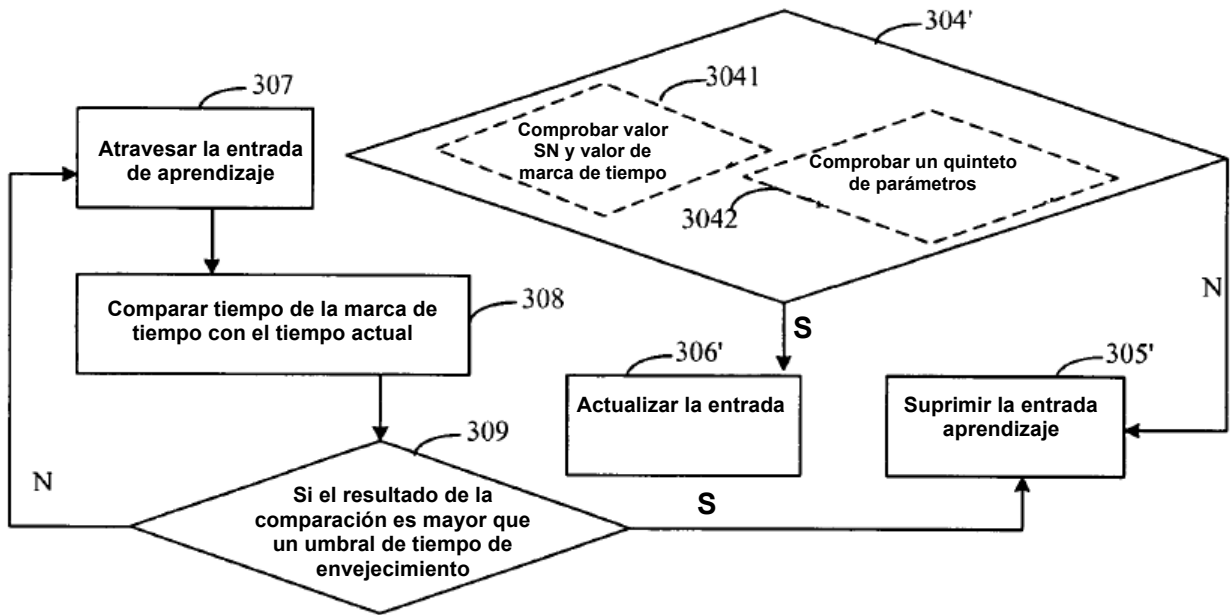 304'
307
3041
Atravesar la entrada
de aprendizaje
Comprobar valor
SN y valor de
marca de tiempo
Comprobar un quinteto
de parámetros
3042
Comparar tiempo de la marca de
tiempo con el tiempo actual
308
N
S
306'
305'
Actualizar la entrada
Suprimir la entrada
aprendizaje
309
N
Si el resultado de la
comparación es mayor que
un umbral de tiempo de
envejecimiento
S